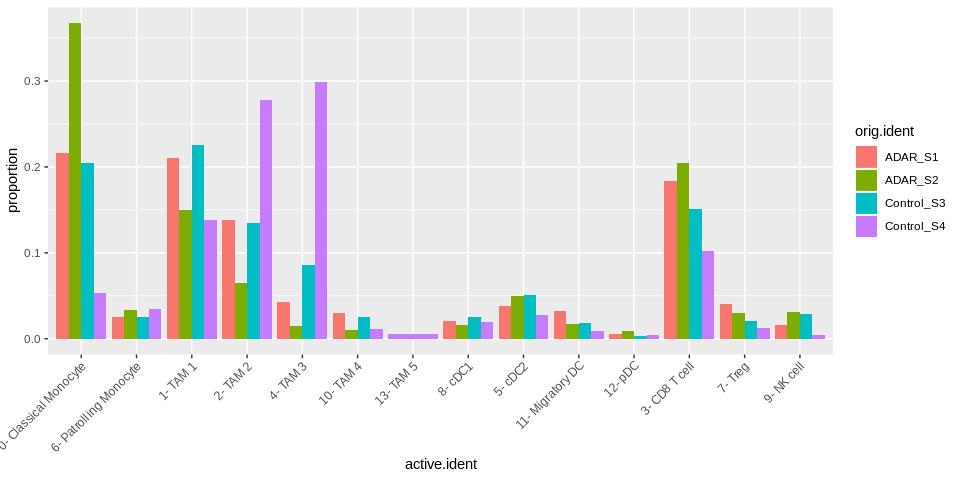 proportion
0.3
0.2
0.1
0.0
0- Classical Monocyte
6- Patrolling Monocyte
1- TAM 1
2- TAM 2
4- TAM 3
10- TAM 4
13- TAM 5
8- cDC1
5- cDC2
11- Migratory DC
12- pDC
3- CD8 T cell
7- Treg
9- NK cell
active.ident
orig.ident
ADAR_S1
ADAR_S2
Control_S3
Control_S4